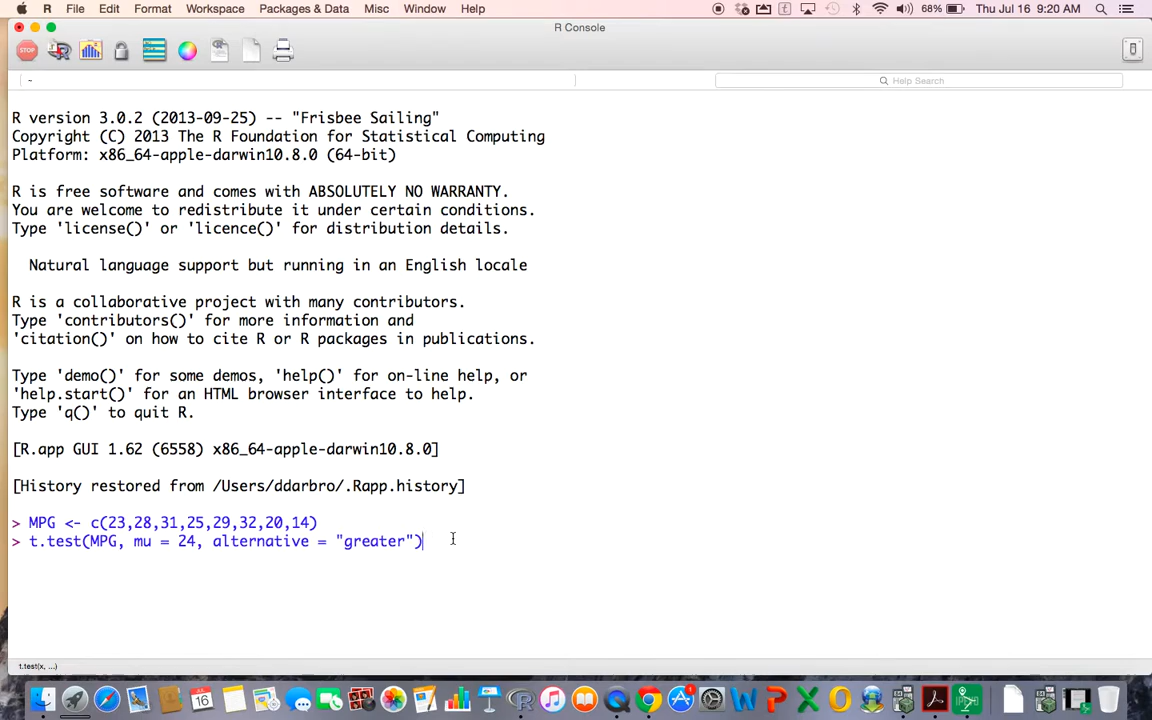 R File Edit Format Workspace Packages & Data Misc Window Help 68% Thu Jul 16 9:20 AM
R Console
STOP
- Help Search
R version 3.0.2 (2013-09-25) -- "Frisbee Sailing"
Copyright (C) 2013 The R Foundation for Statistical Computing
Platform: x86_64-apple-darwin10.8.0 (64-bit)
R is free software and comes with ABSOLUTELY NO WARRANTY.
You are welcome to redistribute it under certain conditions.
Type 'license()' or 'licence()' for distribution details.
Natural language support but running in an English locale
R is a collaborative project with many contributors.
Type 'contributors()' for more information and
'citation()' on how to cite R or R packages in publications.
Type 'demo()' for some demos, 'help()' for on-line help, or
'help.start()' for an HTML browser interface to help.
Type 'q()' to quit R.
[R.app GUI 1.62 (6558) x86_64-apple-darwin10.8.0]
[History restored from /Users/ddarbro/.Rapp.history]
> MPG <- c(23,28,31,25,29,32,20,14)
> t.test(MPG, mu = 24, alternative = "greater")
t.test(x, ...)